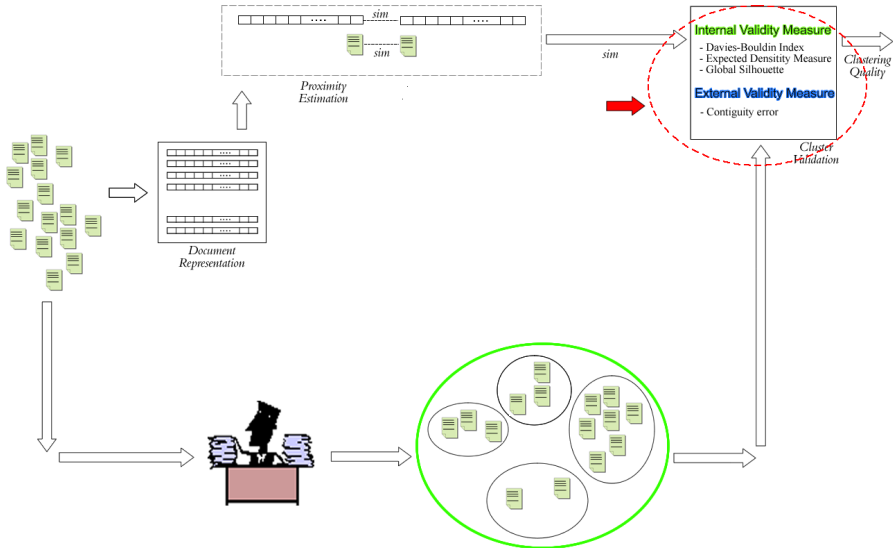 sim
sim
Proximity
Estimation
sim
Internal Validity Measure
- Davies-Bouldin Index
- Expected Densitity Measure
- Global Silhouette
External Validity Measure
- Contiguity error
Clustering
Quality
Cluster
Validation
Document
Representation